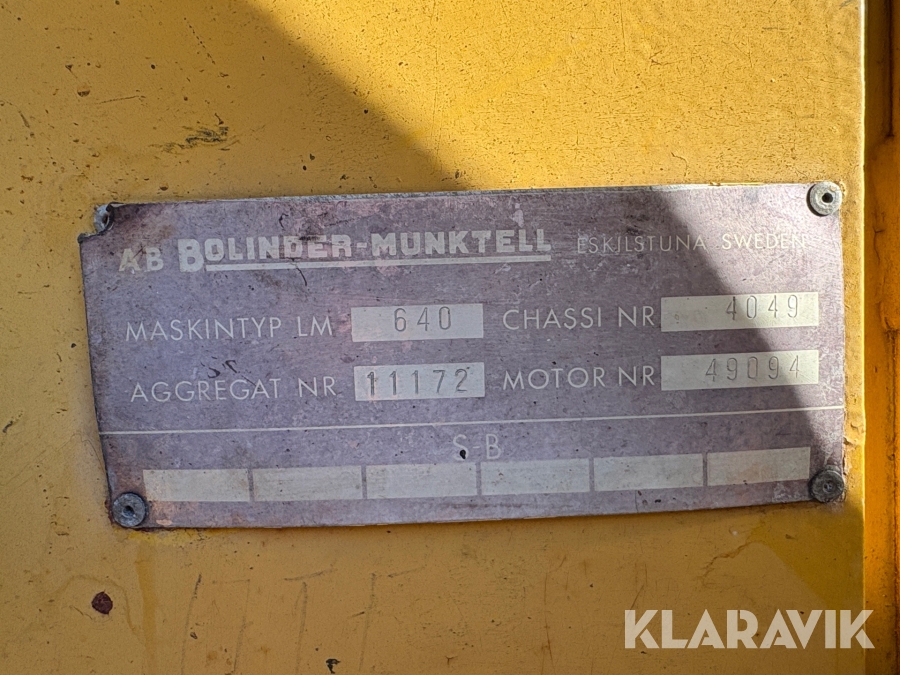 AB BOLINDER-MUNKTELL ESKILSTUNA SWEDEN
MASKINTYP LM 640 CHASSI NR 4049
AGGREGAT NR 11172 MOTOR NR 49094
S-B
KLARAVIK